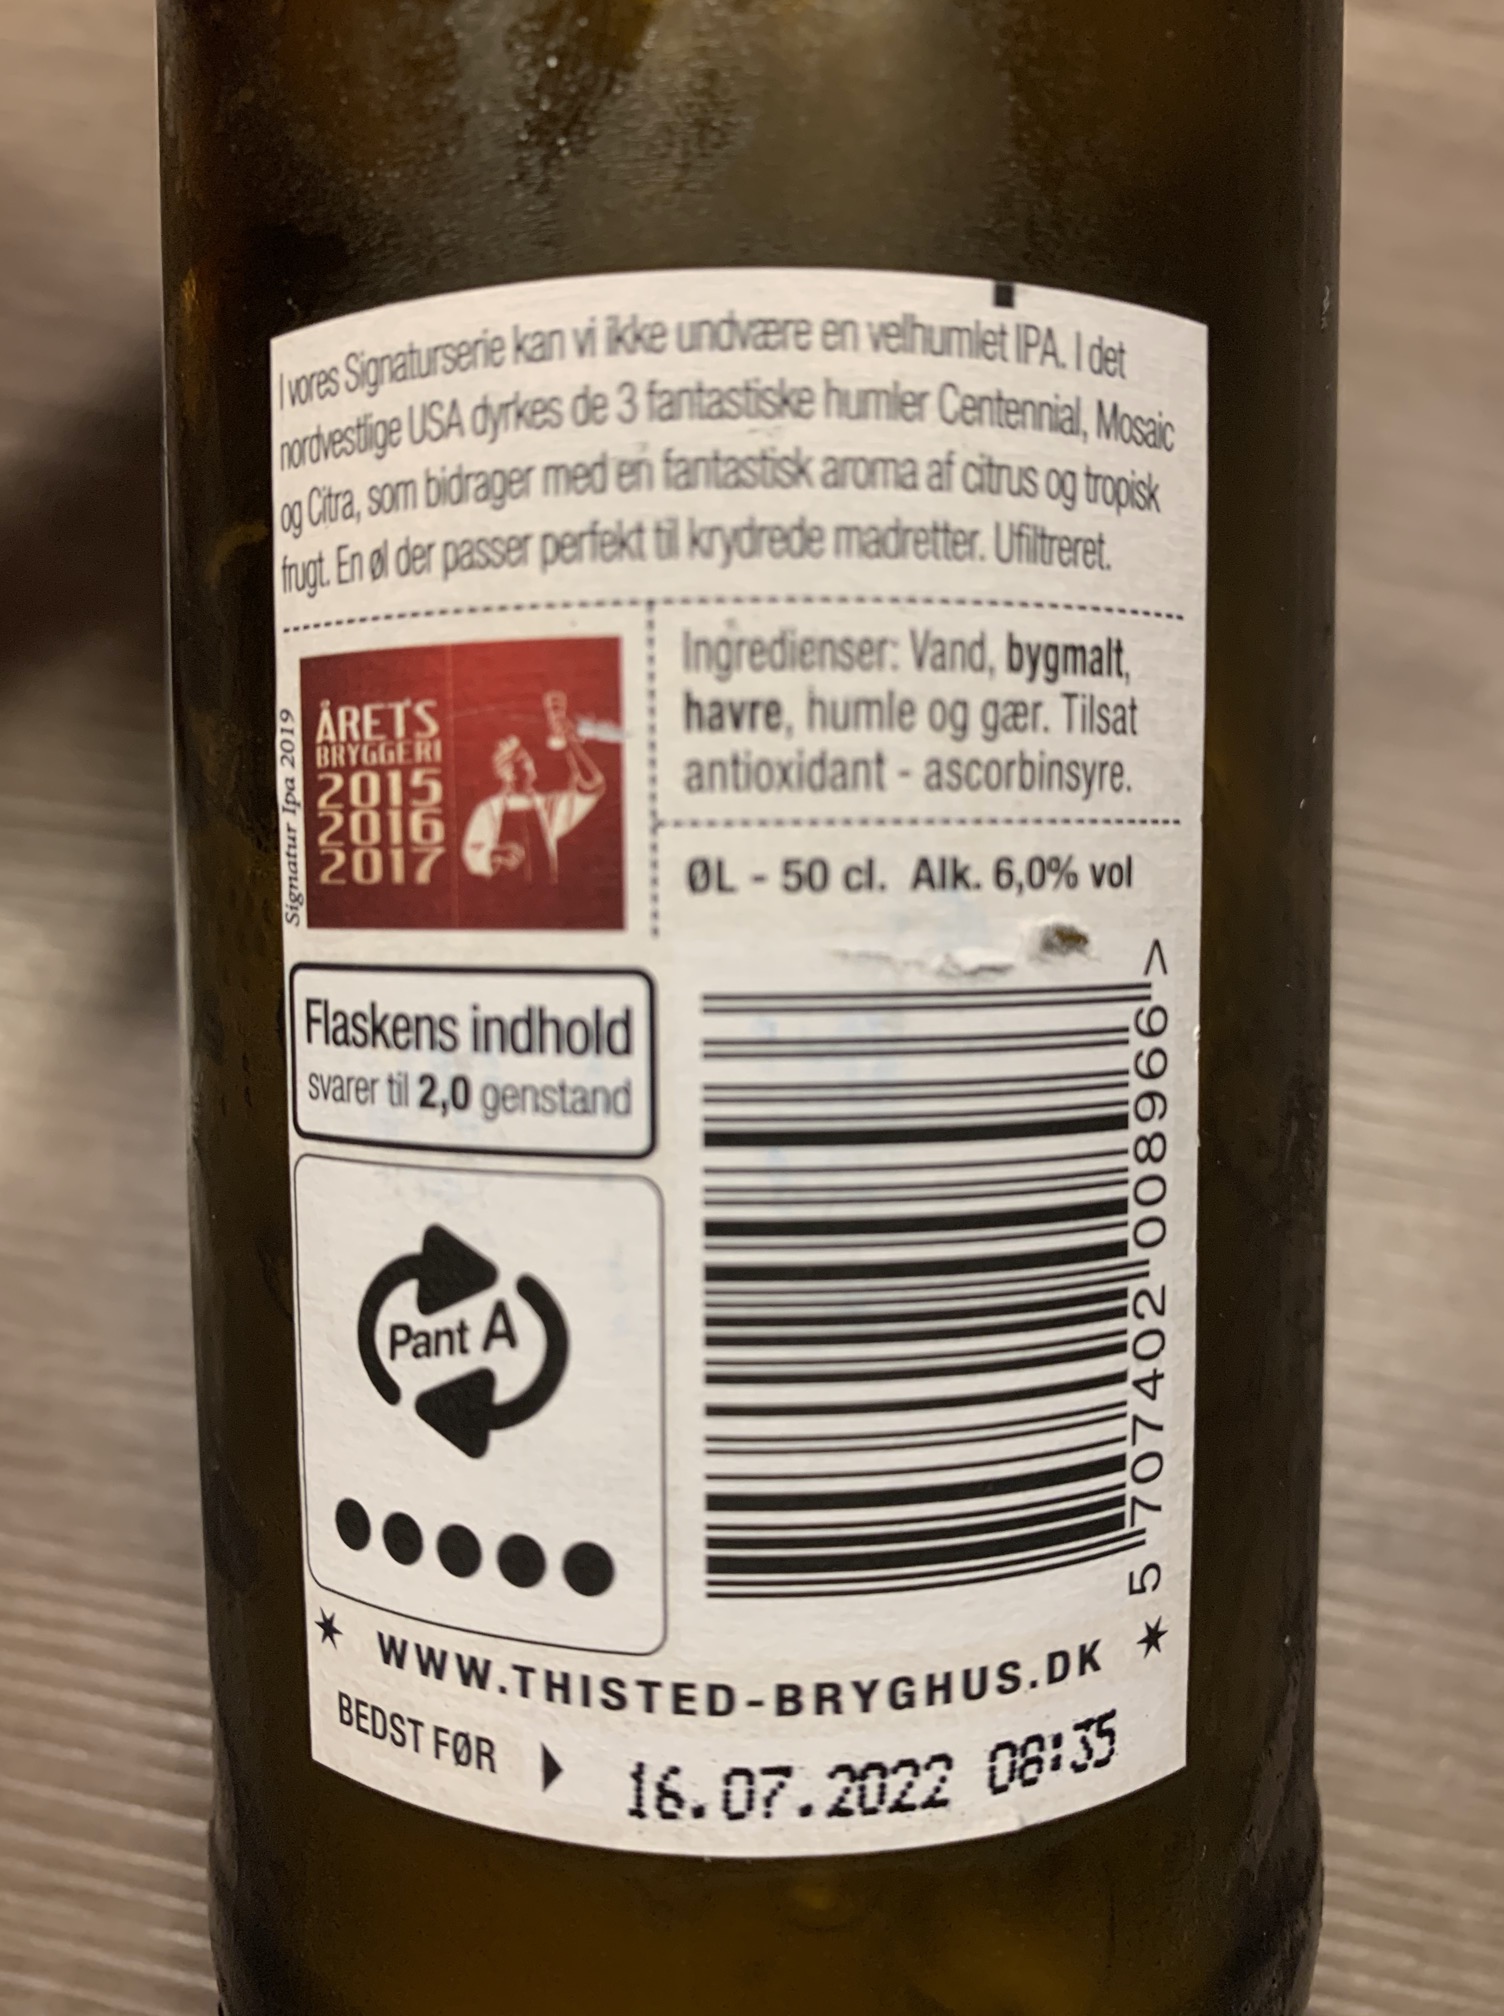 I vores Signaturserie kan vi ikke undvære en velhumlet IPA. I det
nordvestlige USA dyrkes de 3 fantastiske humler Centennial, Mosaic
og Citra, som bidrager med en fantastisk aroma af citrus og tropisk
frugt. En øl der passer perfekt til krydrede madretter. Ufiltreret.
Signatur Ipa 2019
ÅRETS
BRYGGERI
2015
2016
2017
Ingredienser: Vand, bygmalt,
havre, humle og gær. Tilsat
antioxidant - ascorbinsyre.
ØL - 50 cl. Alk. 6,0% vol
Flaskens indhold
svarer til 2,0 genstand
Pant A
5 707402 008966 >
* WWW.THISTED-BRYGHUS.DK *
BEDST FØR ▶ 16.07.2022 08:35